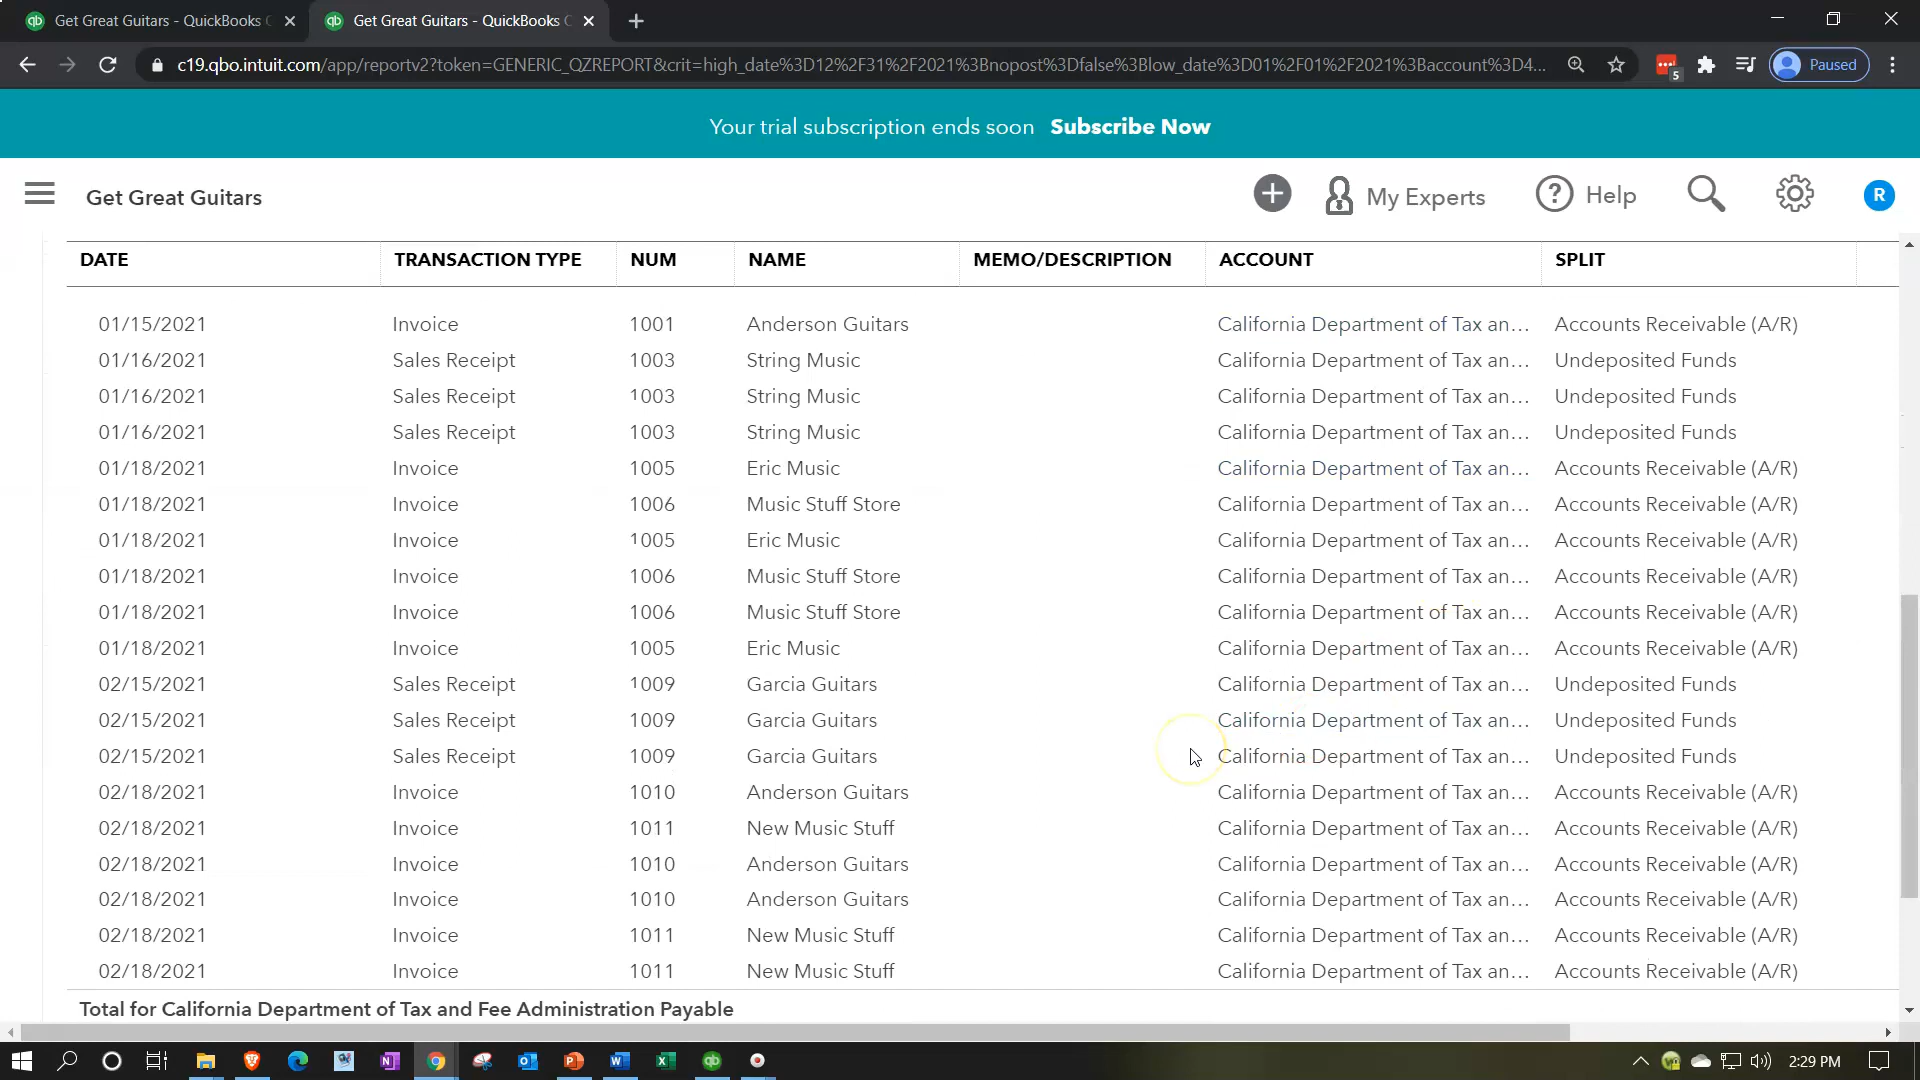 Get Great Guitars - QuickBooks Get Great Guitars - QuickBooks
c19.qbo.intuit.com/app/reportv2?token=GENERIC_QZREPORT&crit=high_date%3D12%2F31%2F2021%3Bnopost%3Dfalse%3Blow_date%3D01%2F01%2F2021%3Baccount%3D4... 5 Paused
Your trial subscription ends soon Subscribe Now
Get Great Guitars My Experts Help R
DATE TRANSACTION TYPE NUM NAME MEMO/DESCRIPTION ACCOUNT SPLIT
01/15/2021 Invoice 1001 Anderson Guitars California Department of Tax an... Accounts Receivable (A/R)
01/16/2021 Sales Receipt 1003 String Music California Department of Tax an... Undeposited Funds
01/16/2021 Sales Receipt 1003 String Music California Department of Tax an... Undeposited Funds
01/16/2021 Sales Receipt 1003 String Music California Department of Tax an... Undeposited Funds
01/18/2021 Invoice 1005 Eric Music California Department of Tax an... Accounts Receivable (A/R)
01/18/2021 Invoice 1006 Music Stuff Store California Department of Tax an... Accounts Receivable (A/R)
01/18/2021 Invoice 1005 Eric Music California Department of Tax an... Accounts Receivable (A/R)
01/18/2021 Invoice 1006 Music Stuff Store California Department of Tax an... Accounts Receivable (A/R)
01/18/2021 Invoice 1006 Music Stuff Store California Department of Tax an... Accounts Receivable (A/R)
01/18/2021 Invoice 1005 Eric Music California Department of Tax an... Accounts Receivable (A/R)
02/15/2021 Sales Receipt 1009 Garcia Guitars California Department of Tax an... Undeposited Funds
02/15/2021 Sales Receipt 1009 Garcia Guitars California Department of Tax an... Undeposited Funds
02/15/2021 Sales Receipt 1009 Garcia Guitars California Department of Tax an... Undeposited Funds
02/18/2021 Invoice 1010 Anderson Guitars California Department of Tax an... Accounts Receivable (A/R)
02/18/2021 Invoice 1011 New Music Stuff California Department of Tax an... Accounts Receivable (A/R)
02/18/2021 Invoice 1010 Anderson Guitars California Department of Tax an... Accounts Receivable (A/R)
02/18/2021 Invoice 1010 Anderson Guitars California Department of Tax an... Accounts Receivable (A/R)
02/18/2021 Invoice 1011 New Music Stuff California Department of Tax an... Accounts Receivable (A/R)
02/18/2021 Invoice 1011 New Music Stuff California Department of Tax an... Accounts Receivable (A/R)
Total for California Department of Tax and Fee Administration Payable
2:29 PM